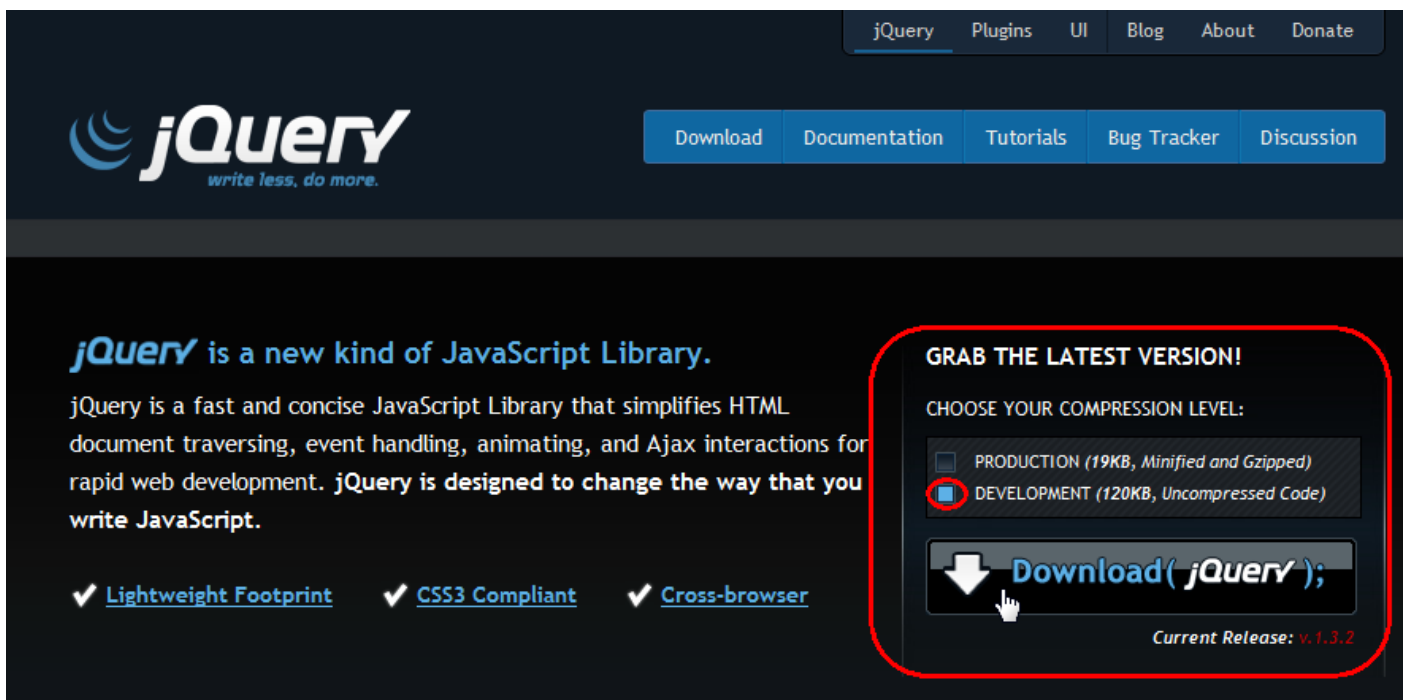 jQuery Plugins UI Blog About Donate
jQuery
write less, do more.
Download Documentation Tutorials Bug Tracker Discussion
jQuery is a new kind of JavaScript Library.
jQuery is a fast and concise JavaScript Library that simplifies HTML
document traversing, event handling, animating, and Ajax interactions for
rapid web development. jQuery is designed to change the way that you
write JavaScript.
Lightweight Footprint CSS3 Compliant Cross-browser
GRAB THE LATEST VERSION!
CHOOSE YOUR COMPRESSION LEVEL:
PRODUCTION (19KB, Minified and Gzipped)
DEVELOPMENT (120KB, Uncompressed Code)
Download( jQuery );
Current Release: v.1.3.2